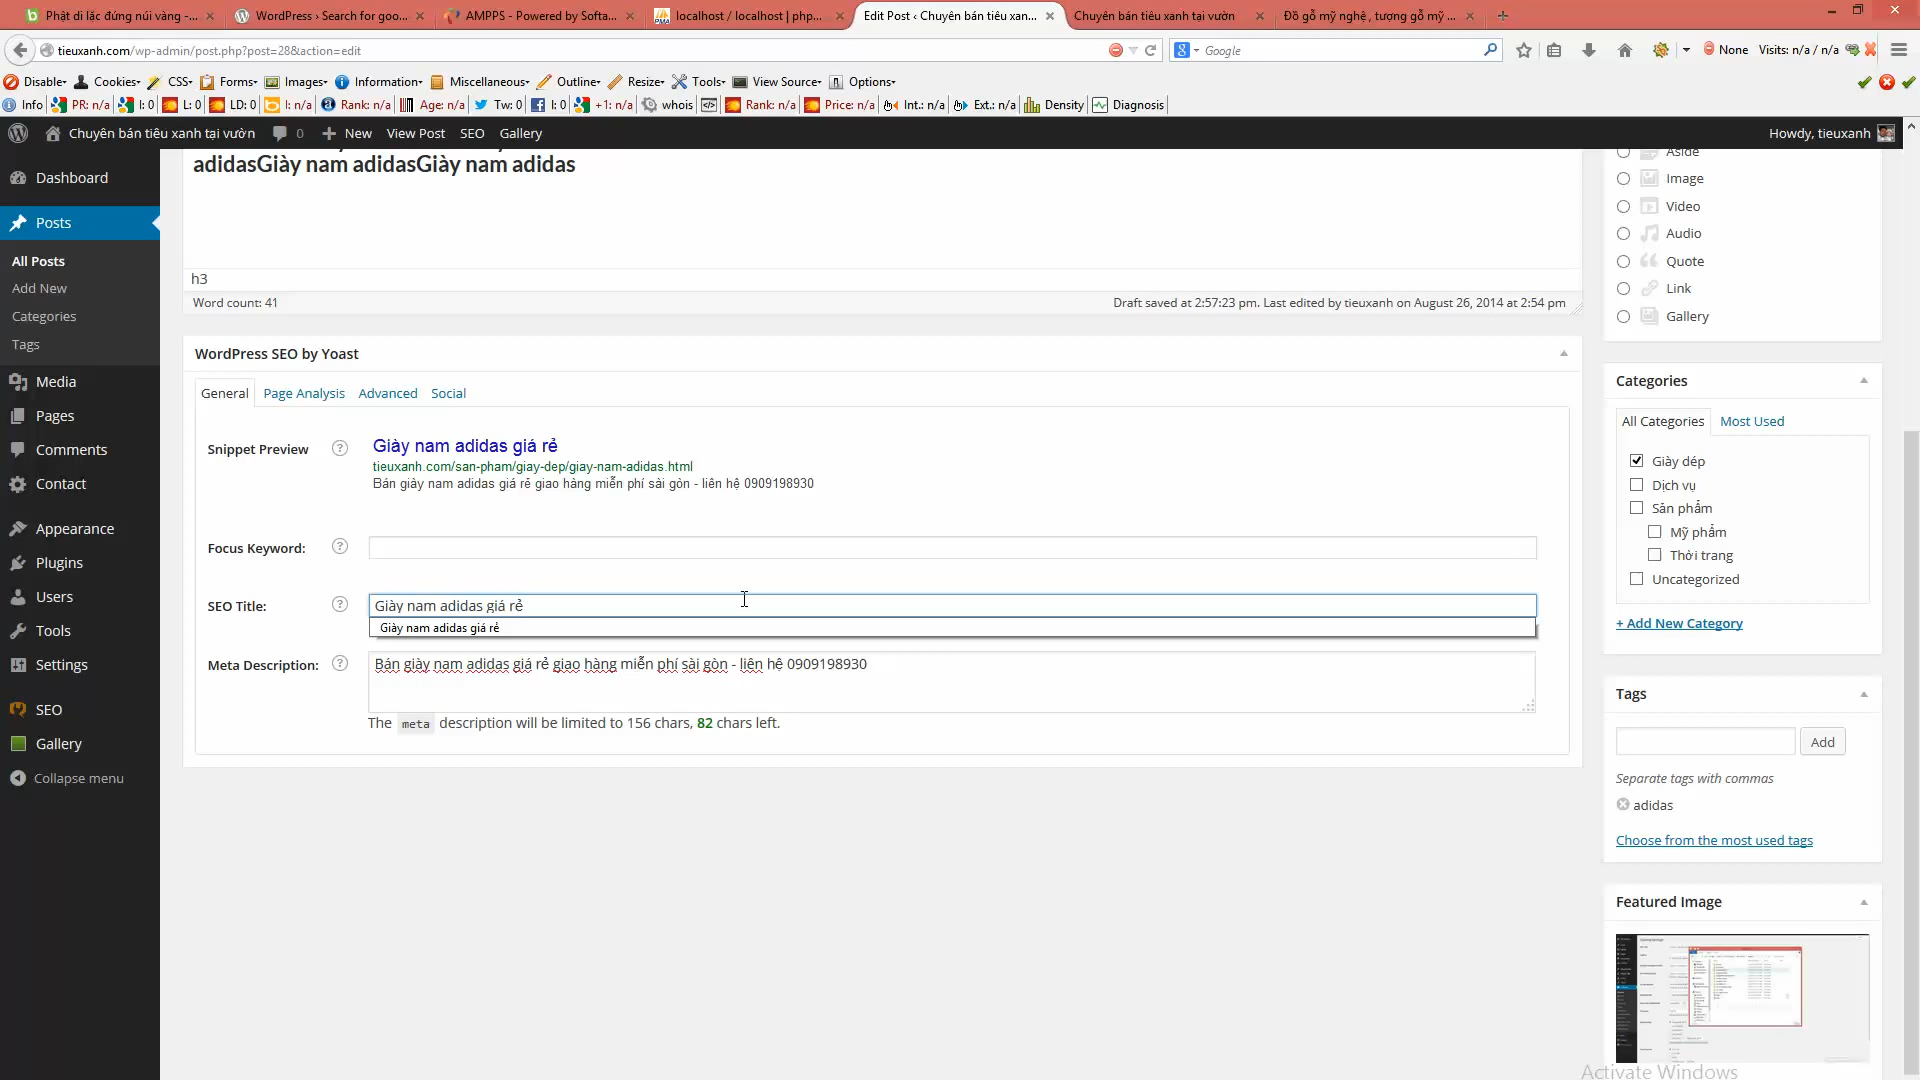 Phật di lặc đứng núi vàng -...
WordPress › Search for goo...
AMPPS - Powered by Softa...
localhost / localhost | php...
Edit Post ‹ Chuyên bán tiêu xan...
Chuyên bán tiêu xanh tại vườn
Đồ gỗ mỹ nghệ , tượng gỗ mỹ ...
tieuxanh.com/wp-admin/post.php?post=28&action=edit
Google
None Visits: n/a / n/a
Disable Cookies CSS Forms Images Information Miscellaneous Outline Resize Tools View Source Options
Info PR: n/a I: 0 L: 0 LD: 0 I: n/a Rank: n/a Age: n/a Tw: 0 I: 0 +1: n/a whois Rank: n/a Price: n/a Int.: n/a Ext.: n/a Density Diagnosis
Chuyên bán tiêu xanh tại vườn 0 New View Post SEO Gallery
Howdy, tieuxanh
Dashboard
Posts
All Posts
Add New
Categories
Tags
Media
Pages
Comments
Contact
Appearance
Plugins
Users
Tools
Settings
SEO
Gallery
Collapse menu
adidasGiày nam adidasGiày nam adidas
h3
Word count: 41
Draft saved at 2:57:23 pm. Last edited by tieuxanh on August 26, 2014 at 2:54 pm
WordPress SEO by Yoast
General Page Analysis Advanced Social
Snippet Preview
Giày nam adidas giá rẻ
tieuxanh.com/san-pham/giay-dep/giay-nam-adidas.html
Bán giày nam adidas giá rẻ giao hàng miễn phí sài gòn - liên hệ 0909198930
Focus Keyword:
SEO Title:
Giày nam adidas giá rẻ
Giày nam adidas giá rẻ
Meta Description:
Bán giày nam adidas giá rẻ giao hàng miễn phí sài gòn - liên hệ 0909198930
The meta description will be limited to 156 chars, 82 chars left.
Aside
Image
Video
Audio
Quote
Link
Gallery
Categories
All Categories Most Used
Giày dép
Dịch vụ
Sản phẩm
Mỹ phẩm
Thời trang
Uncategorized
+ Add New Category
Tags
Add
Separate tags with commas
adidas
Choose from the most used tags
Featured Image
Activate Windows